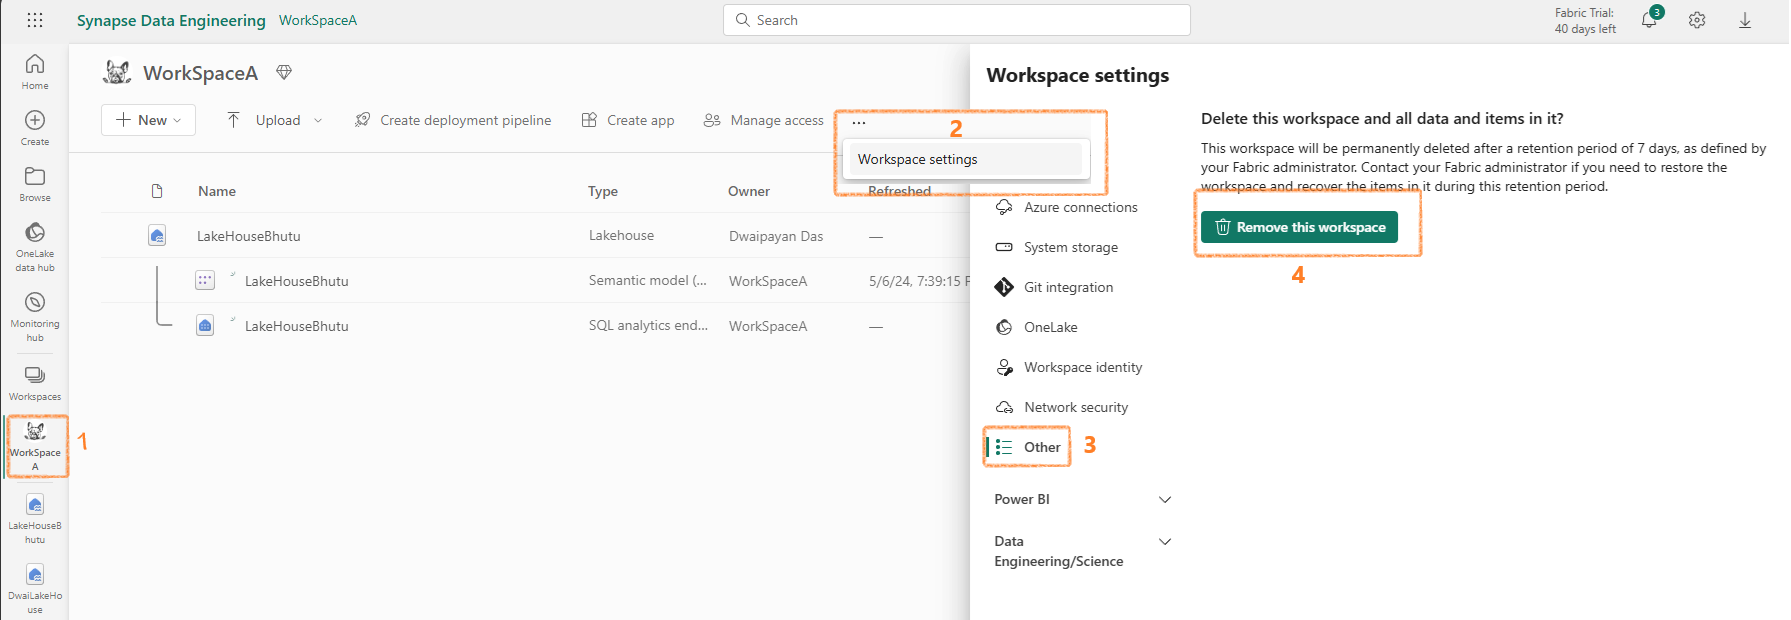 Synapse Data Engineering WorkSpaceA
Search
Fabric Trial:
40 days left
3
Home
Create
Browse
OneLake
data hub
Monitoring
hub
Workspaces
WorkSpace
A
1
LakeHouseB
hutu
DwaiLakeHo
use
WorkSpaceA
New
Upload
Create deployment pipeline
Create app
Manage access
...
2
Workspace settings
Name Type Owner Refreshed
LakeHouseBhutu Lakehouse Dwaipayan Das —
LakeHouseBhutu Semantic model (... WorkSpaceA 5/6/24, 7:39:15 P
LakeHouseBhutu SQL analytics end... WorkSpaceA —
Workspace settings
Azure connections
System storage
Git integration
OneLake
Workspace identity
Network security
Other
3
Power BI
Data
Engineering/Science
Delete this workspace and all data and items in it?
This workspace will be permanently deleted after a retention period of 7 days, as defined by
your Fabric administrator. Contact your Fabric administrator if you need to restore the
workspace and recover the items in it during this retention period.
Remove this workspace
4